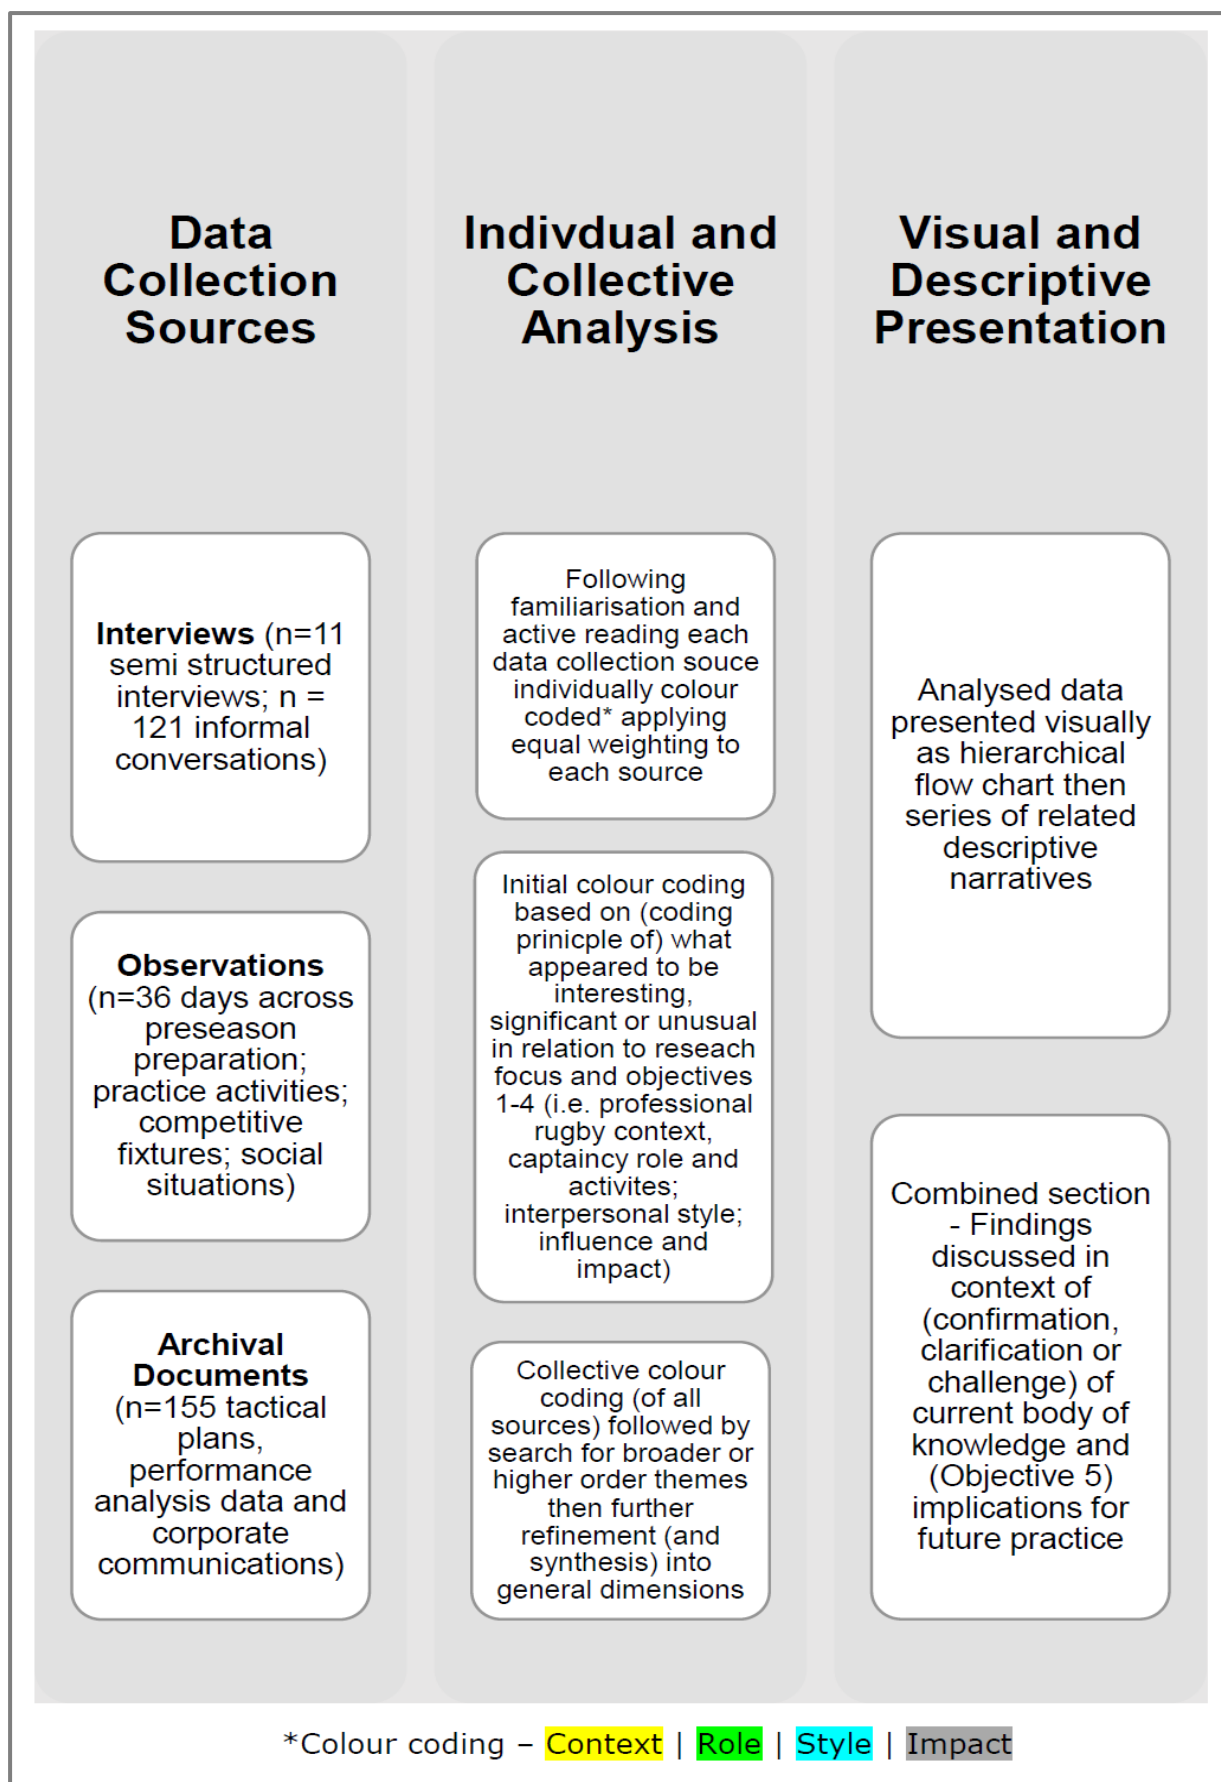 Data
Collection
Sources
Interviews (n=11
semi structured
interviews; n =
121 informal
conversations)
Observations
(n=36 days across
preseason
preparation;
practice activities;
competitive
fixtures; social
situations)
Archival
Documents
(n=155 tactical
plans,
performance
analysis data and
corporate
communications)
Indivdual and
Collective
Analysis
Following
familiarisation and
active reading each
data collection souce
individually colour
coded* applying
equal weighting to
each source
Initial colour coding
based on (coding
prinicple of) what
appeared to be
interesting,
significant or unusual
in relation to reseach
focus and objectives
1-4 (i.e. professional
rugby context,
captaincy role and
activites;
interpersonal style;
influence and
impact)
Collective colour
coding (of all
sources) followed by
search for broader or
higher order themes
then further
refinement (and
synthesis) into
general dimensions
Visual and
Descriptive
Presentation
Analysed data
presented visually
as hierarchical
flow chart then
series of related
descriptive
narratives
Combined section
- Findings
discussed in
context of
(confirmation,
clarification or
challenge) of
current body of
knowledge and
(Objective 5)
implications for
future practice
*Colour coding – Context | Role | Style | Impact